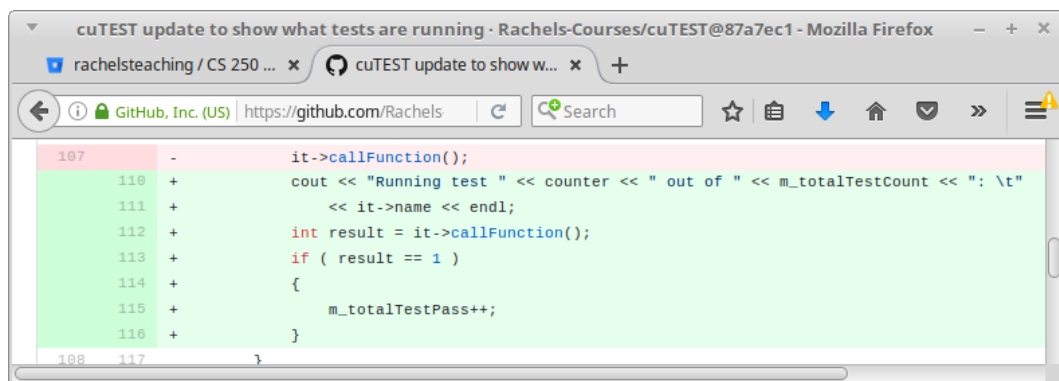 cuTEST update to show what tests are running · Rachels-Courses/cuTEST@87a7ec1 - Mozilla Firefox
rachelsteaching / CS 250 ... × cuTEST update to show w... × +
GitHub, Inc. (US) https://github.com/Rachels- Search
107 - it->callFunction();
110 + cout << "Running test " << counter << " out of " << m_totalTestCount << ": \t"
111 + << it->name << endl;
112 + int result = it->callFunction();
113 + if ( result == 1 )
114 + {
115 + m_totalTestPass++;
116 + }
108 117 }